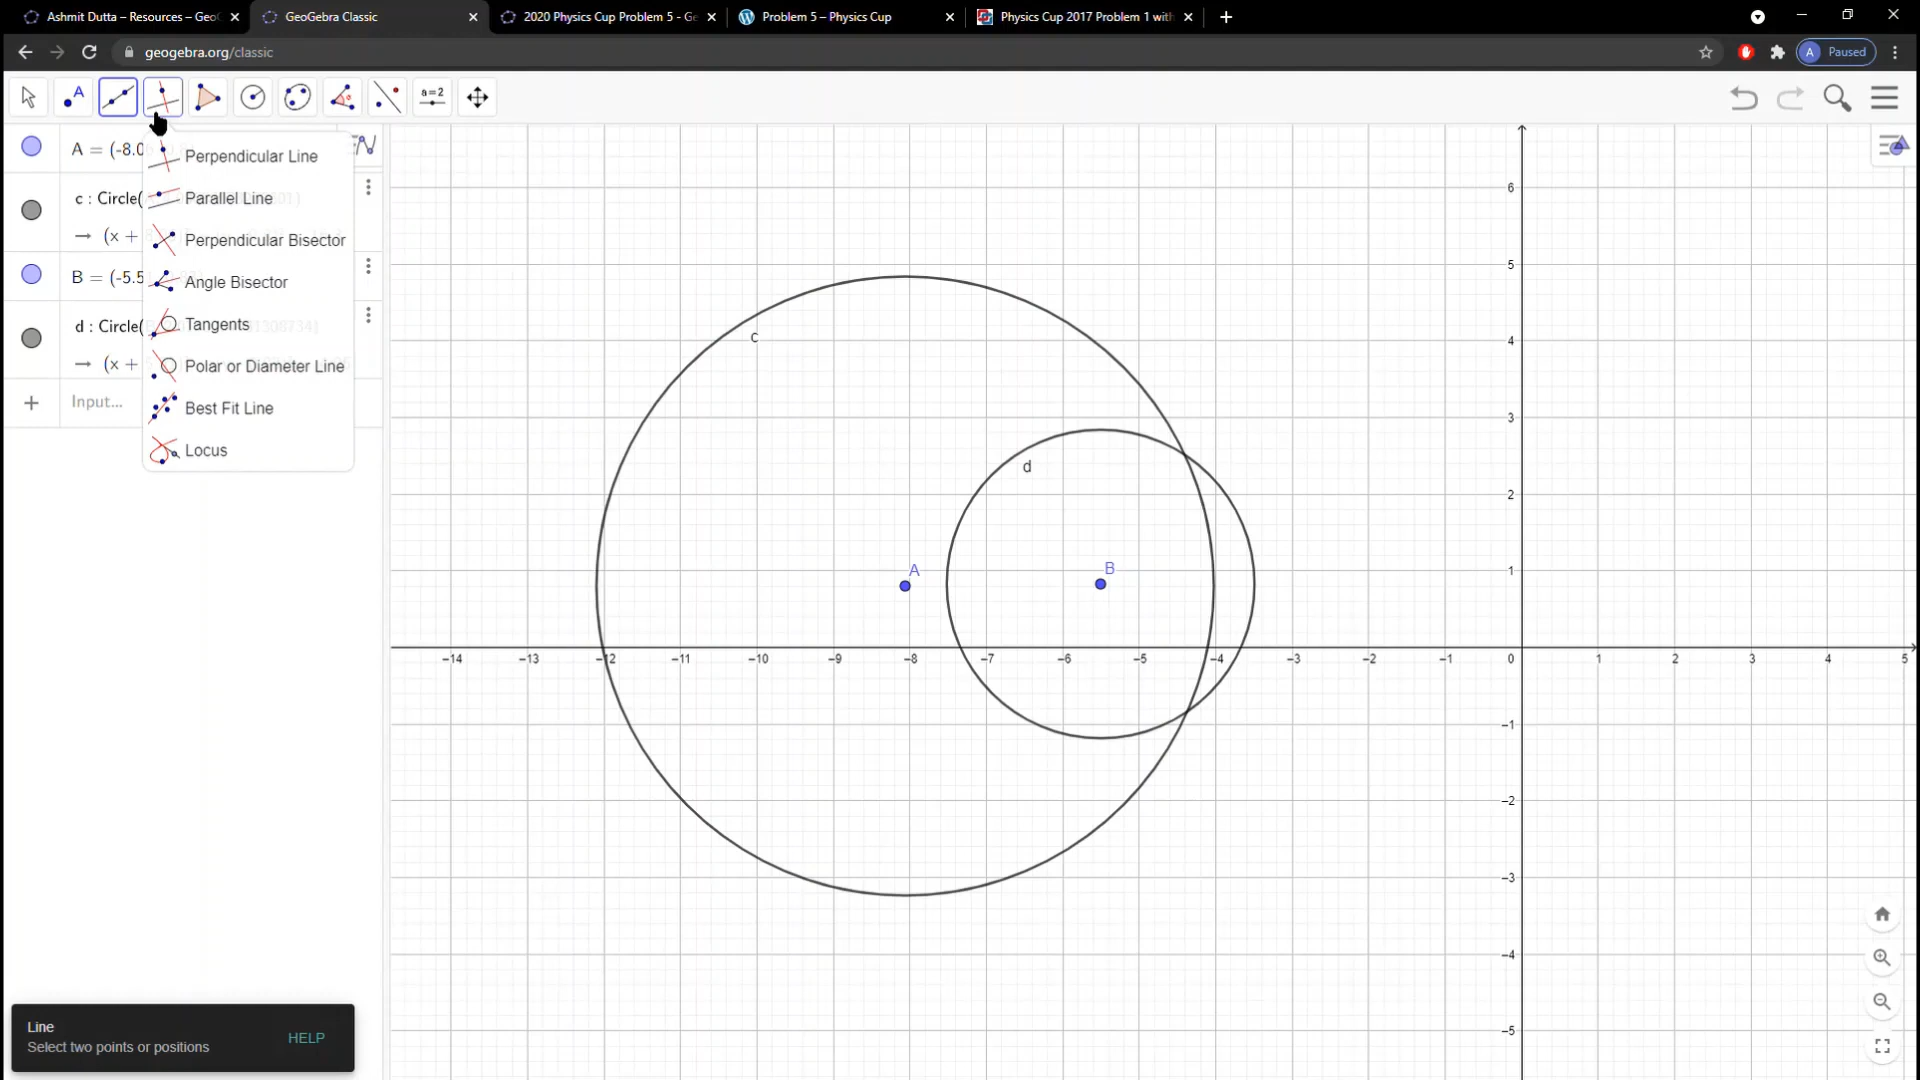 Ashmit Dutta – Resources – GeoG
GeoGebra Classic
2020 Physics Cup Problem 5 - Ge
Problem 5 – Physics Cup
Physics Cup 2017 Problem 1 with
geogebra.org/classic
A Paused
A
a=2
A = (-8.0
c : Circle(
→ (x +
B = (-5.5
d : Circle(
→ (x +
Input...
Perpendicular Line
Parallel Line
Perpendicular Bisector
Angle Bisector
Tangents
Polar or Diameter Line
Best Fit Line
Locus
6
5
4
3
2
1
c
d
A
B
−14 −13 −12 −11 −10 −9 −8 −7 −6 −5 −4 −3 −2 −1 0 1 2 3 4 5
−1
−2
−3
−4
−5
Line
Select two points or positions
HELP